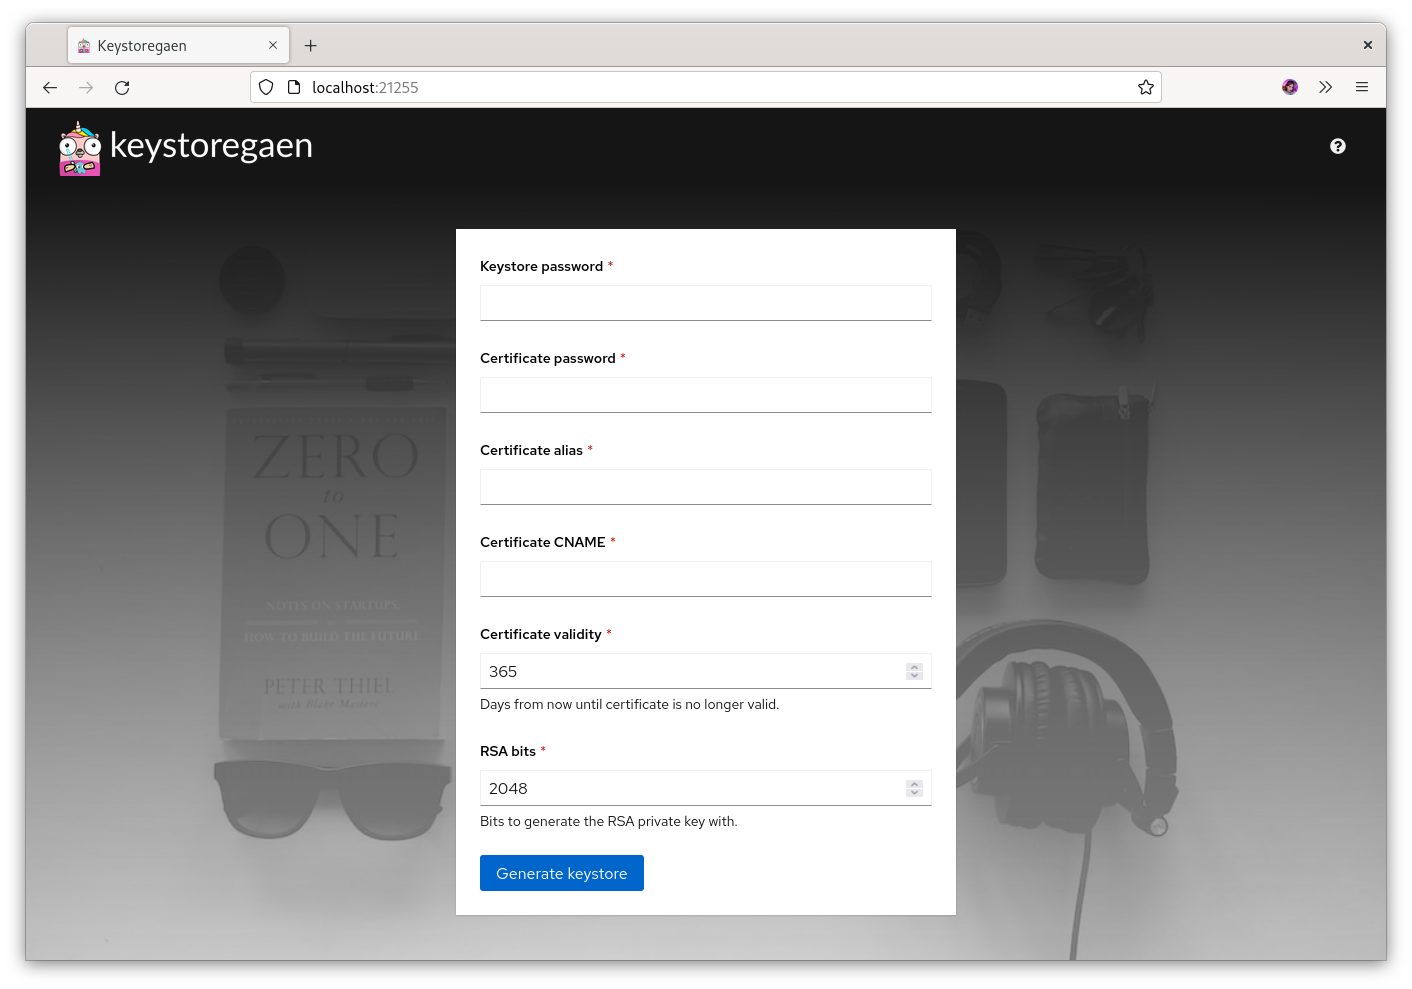 Keystoregaen
localhost:21255
keystoregaen
Keystore password *
Certificate password *
Certificate alias *
Certificate CNAME *
Certificate validity *
365
Days from now until certificate is no longer valid.
RSA bits *
2048
Bits to generate the RSA private key with.
Generate keystore
ZERO
to
ONE
NOTES ON STARTUPS,
HOW TO BUILD THE FUTURE
PETER THIEL
with Blake Masters